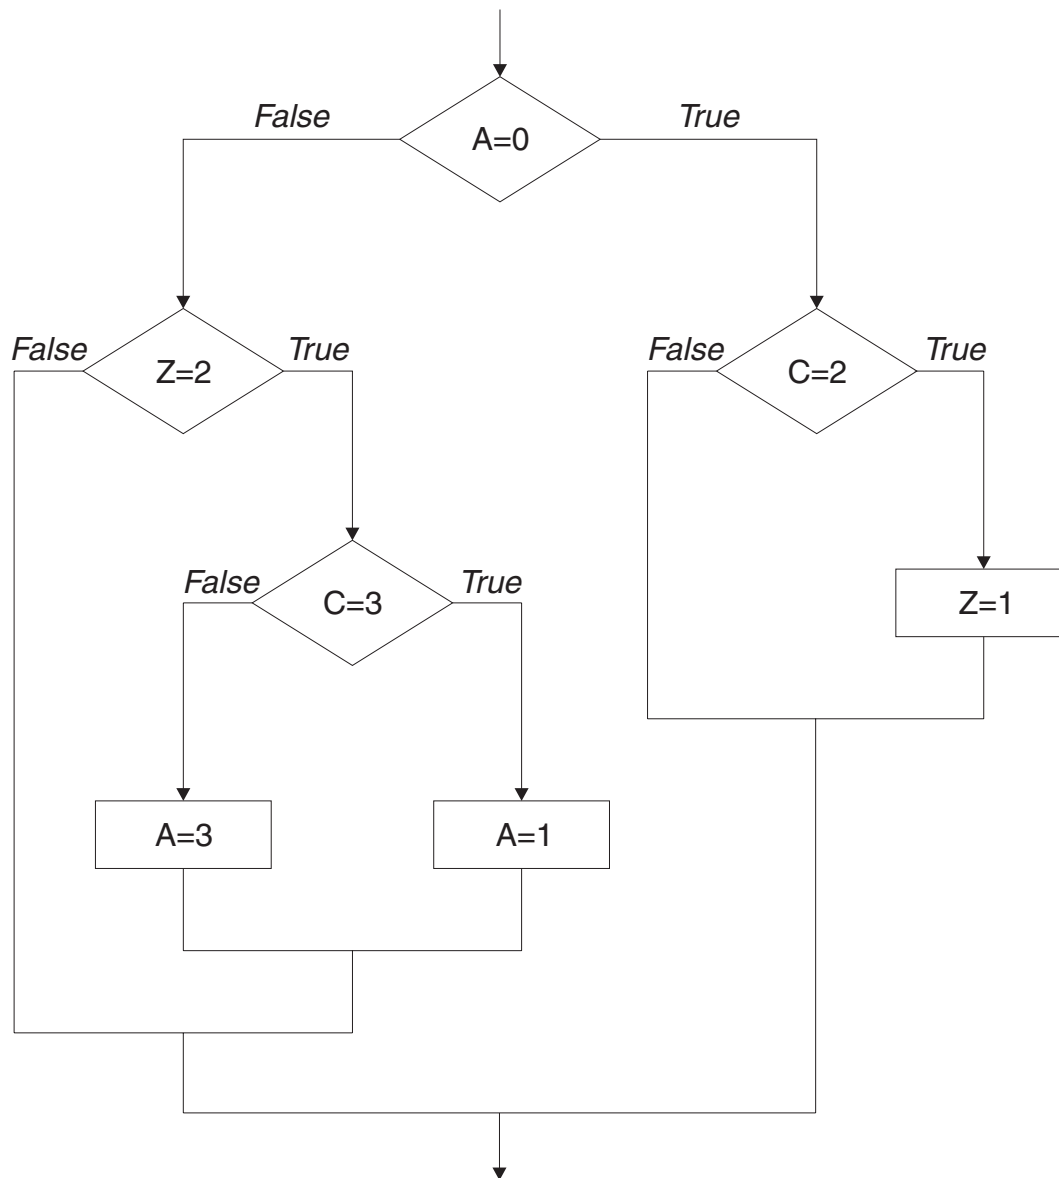 False
True
A=0
False
True
Z=2
False
True
C=2
False
True
C=3
Z=1
A=3
A=1